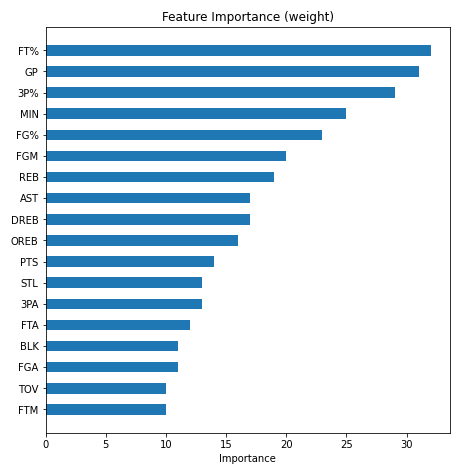 Feature Importance (weight)
FT%
GP
3P%
MIN
FG%
FGM
REB
AST
DREB
OREB
PTS
STL
3PA
FTA
BLK
FGA
TOV
FTM
0 5 10 15 20 25 30
Importance